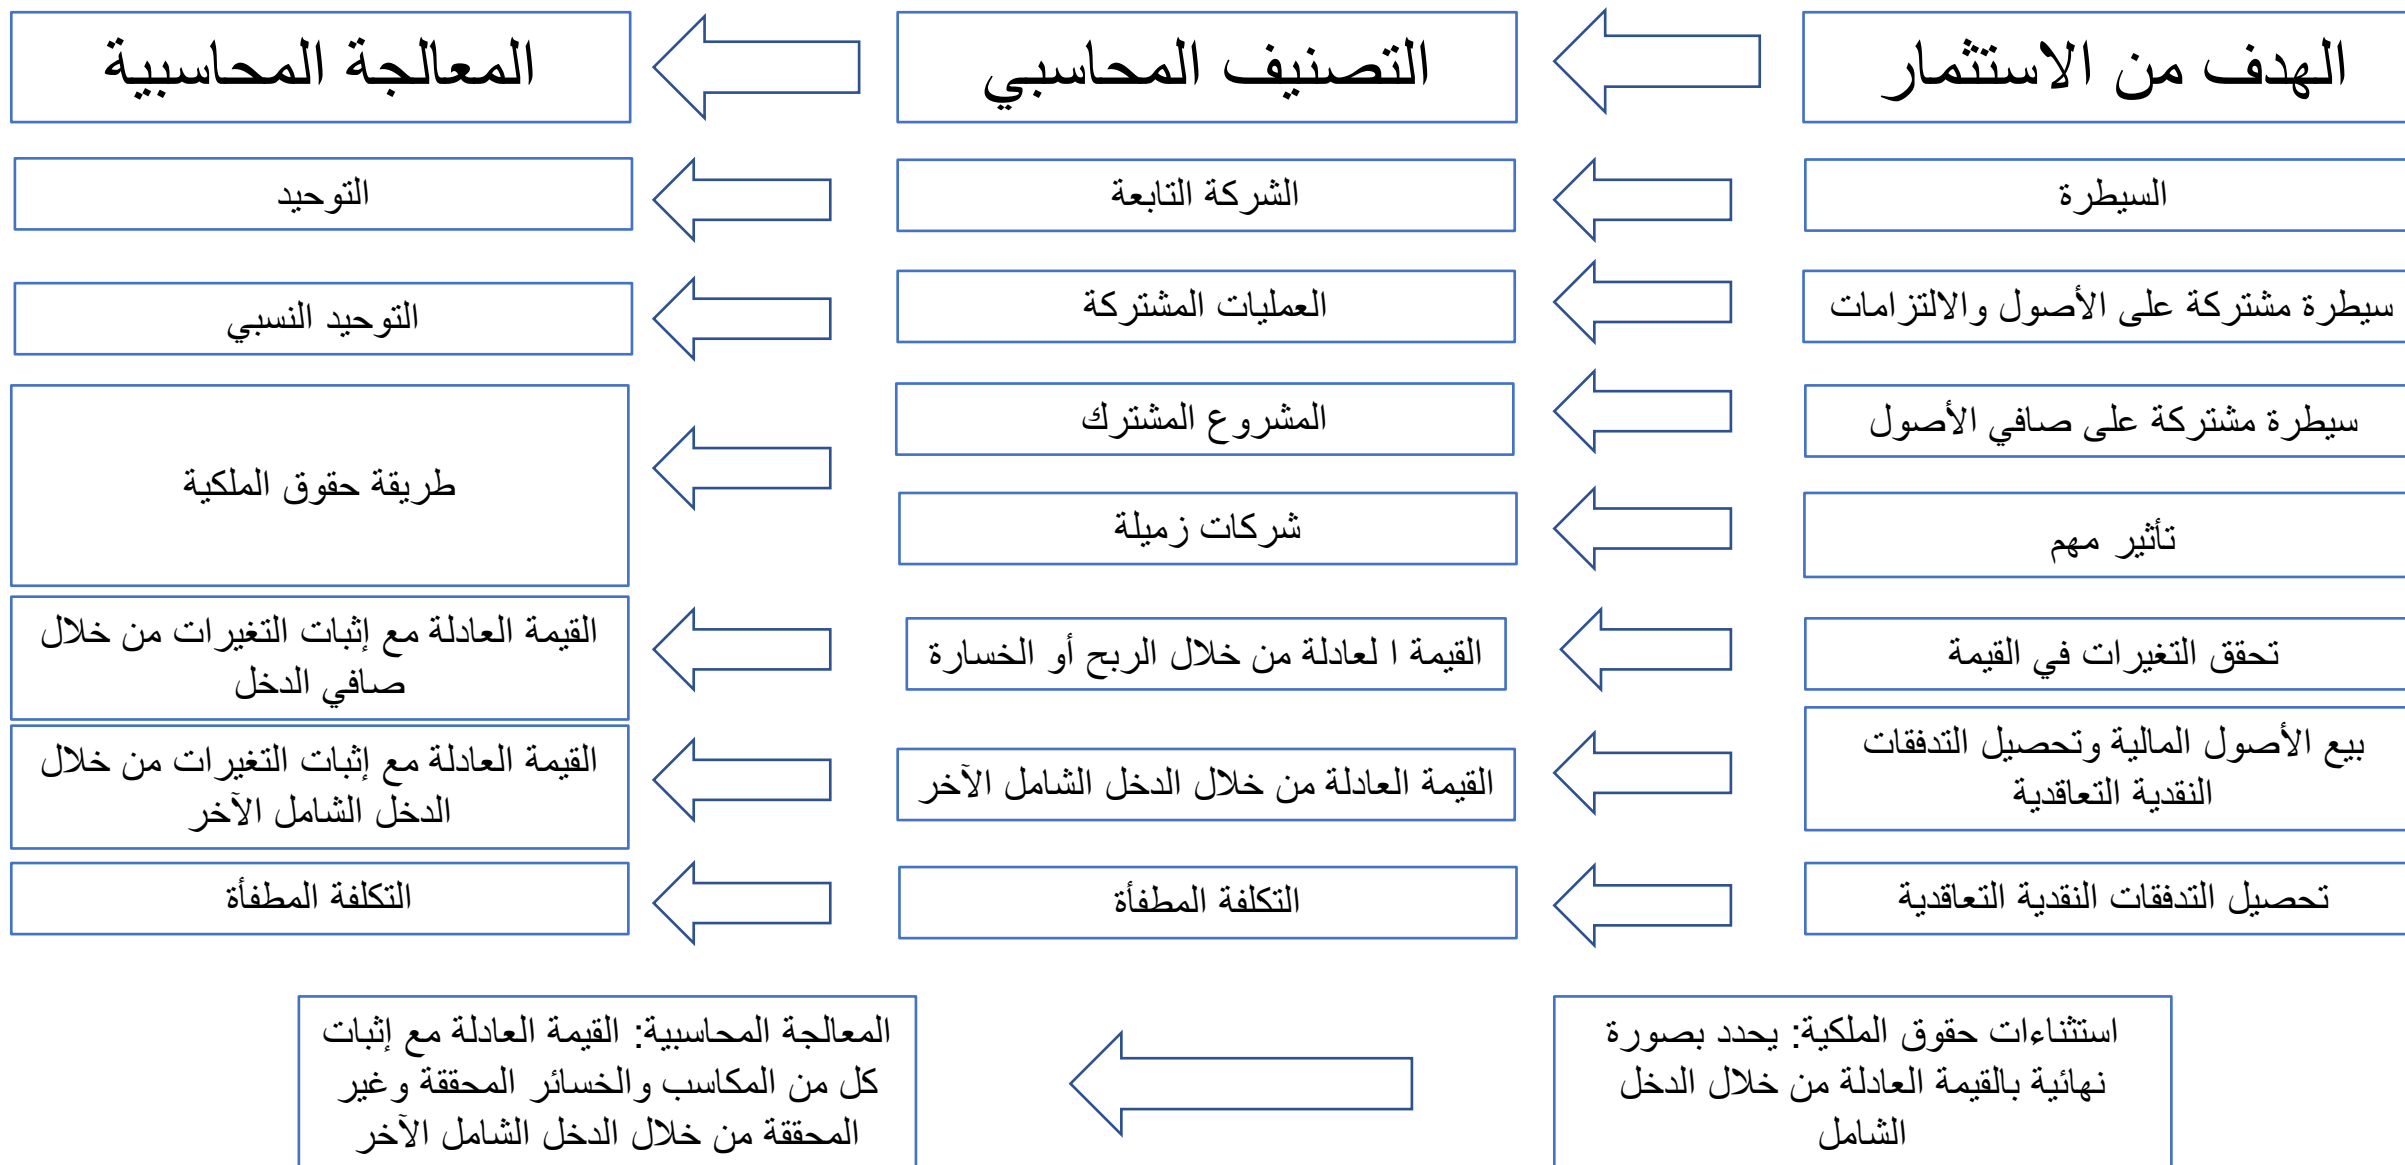 الهدف من الاستثمار
التصنيف المحاسبي
المعالجة المحاسبية
السيطرة
الشركة التابعة
التوحيد
سيطرة مشتركة على الأصول والالتزامات
العمليات المشتركة
التوحيد النسبي
سيطرة مشتركة على صافي الأصول
المشروع المشترك
طريقة حقوق الملكية
تأثير مهم
شركات زميلة
تحقق التغيرات في القيمة
القيمة ا لعادلة من خلال الربح أو الخسارة
القيمة العادلة مع إثبات التغيرات من خلال
صافي الدخل
بيع الأصول المالية وتحصيل التدفقات
النقدية التعاقدية
القيمة العادلة من خلال الدخل الشامل الآخر
القيمة العادلة مع إثبات التغيرات من خلال
الدخل الشامل الآخر
تحصيل التدفقات النقدية التعاقدية
التكلفة المطفأة
التكلفة المطفأة
استثناءات حقوق الملكية: يحدد بصورة
نهائية بالقيمة العادلة من خلال الدخل
الشامل
المعالجة المحاسبية: القيمة العادلة مع إثبات
كل من المكاسب والخسائر المحققة وغير
المحققة من خلال الدخل الشامل الآخر